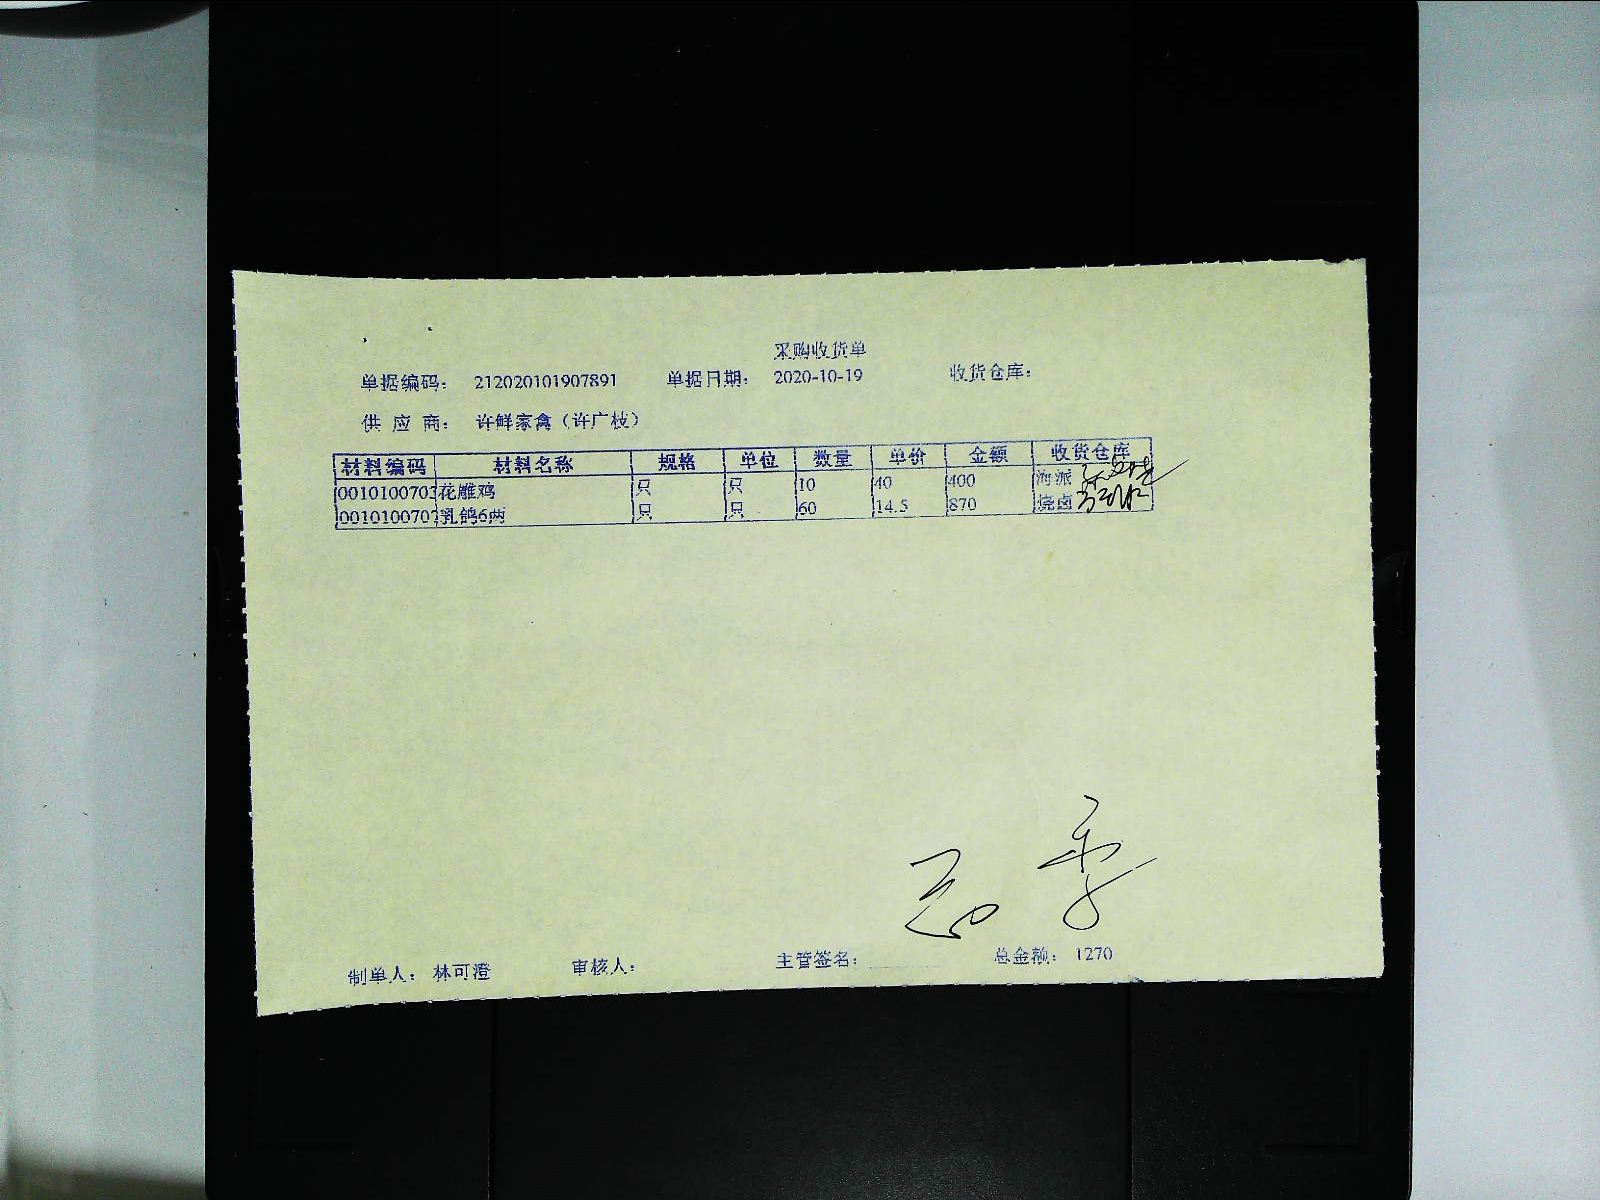 采购收货单
单据编码： 212020101907891 单据日期： 2020-10-19 收货仓库：
供 应 商： 许鲜家禽（许广枝）
材料编码 材料名称 规格 单位 数量 单价 金额 收货仓库
0010100703 花雕鸡 只 只 10 40 400 海派
001010070 乳鸽6两 只 只 60 14.5 870 烧卤
制单人： 林可澄 审核人： 主管签名： 总金额： 1270